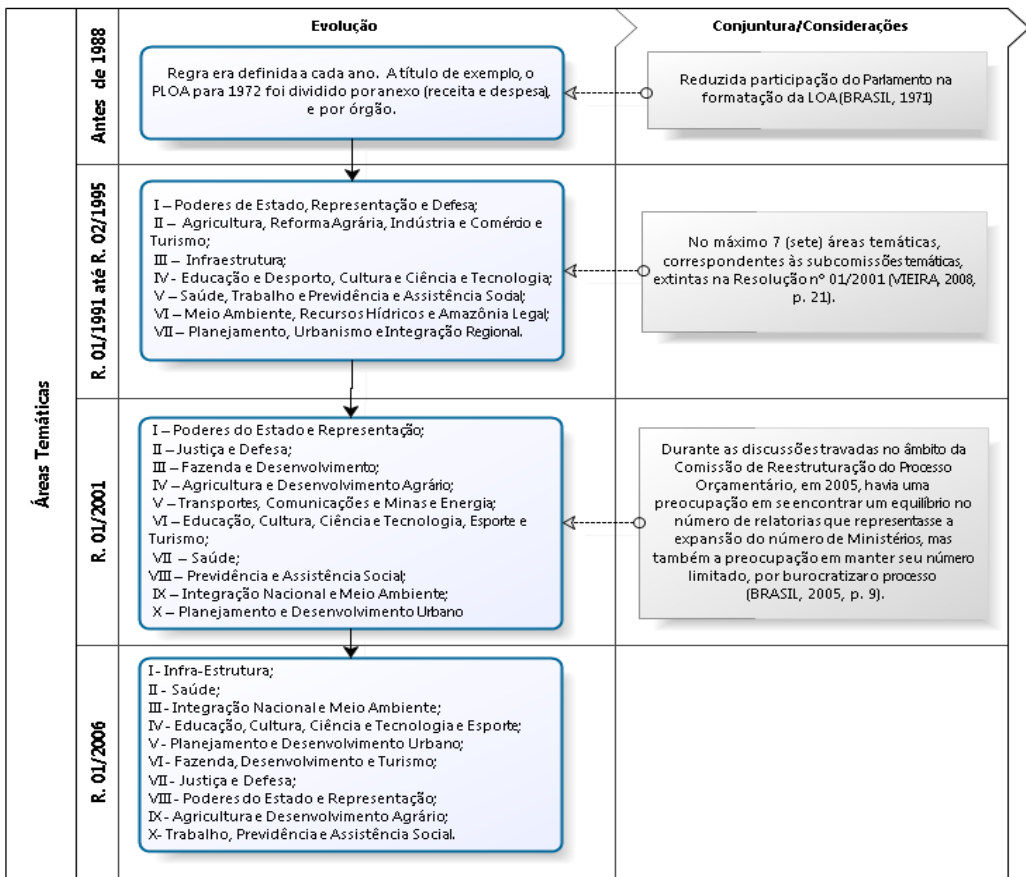 Evolução
Conjuntura/Considerações
Áreas Temáticas
Antes de 1988
Regra era definida a cada ano. A título de exemplo, o
PLOA para 1972 foi dividido por anexo (receita e despesa),
e por órgão.
Reduzida participação do Parlamento na
formatação da LOA (BRASIL, 1971)
R. 01/1991 até R. 02/1995
I – Poderes de Estado, Representação e Defesa;
II – Agricultura, Reforma Agrária, Indústria e Comércio e
Turismo;
III – Infraestrutura;
IV - Educação e Desporto, Cultura e Ciência e Tecnologia;
V – Saúde, Trabalho e Previdência e Assistência Social;
VI – Meio Ambiente, Recursos Hídricos e Amazônia Legal;
VII – Planejamento, Urbanismo e Integração Regional.
No máximo 7 (sete) áreas temáticas,
correspondentes às subcomissões temáticas,
extintas na Resolução nº 01/2001 (VIEIRA, 2008,
p. 21).
R. 01/2001
I – Poderes do Estado e Representação;
II – Justiça e Defesa;
III – Fazenda e Desenvolvimento;
IV – Agricultura e Desenvolvimento Agrário;
V – Transportes, Comunicações e Minas e Energia;
VI – Educação, Cultura, Ciência e Tecnologia, Esporte e
Turismo;
VII – Saúde;
VIII – Previdência e Assistência Social;
IX – Integração Nacional e Meio Ambiente;
X – Planejamento e Desenvolvimento Urbano
Durante as discussões travadas no âmbito da
Comissão de Reestruturação do Processo
Orçamentário, em 2005, havia uma
preocupação em se encontrar um equilíbrio no
número de relatorias que representasse a
expansão do número de Ministérios, mas
também a preocupação em manter seu número
limitado, por burocratizar o processo
(BRASIL, 2005, p. 9).
R. 01/2006
I- Infra-Estrutura;
II - Saúde;
III- Integração Nacional e Meio Ambiente;
IV - Educação, Cultura, Ciência e Tecnologia e Esporte;
V - Planejamento e Desenvolvimento Urbano;
VI- Fazenda, Desenvolvimento e Turismo;
VII- Justiça e Defesa;
VIII- Poderes do Estado e Representação;
IX- Agricultura e Desenvolvimento Agrário;
X- Trabalho, Previdência e Assistência Social.